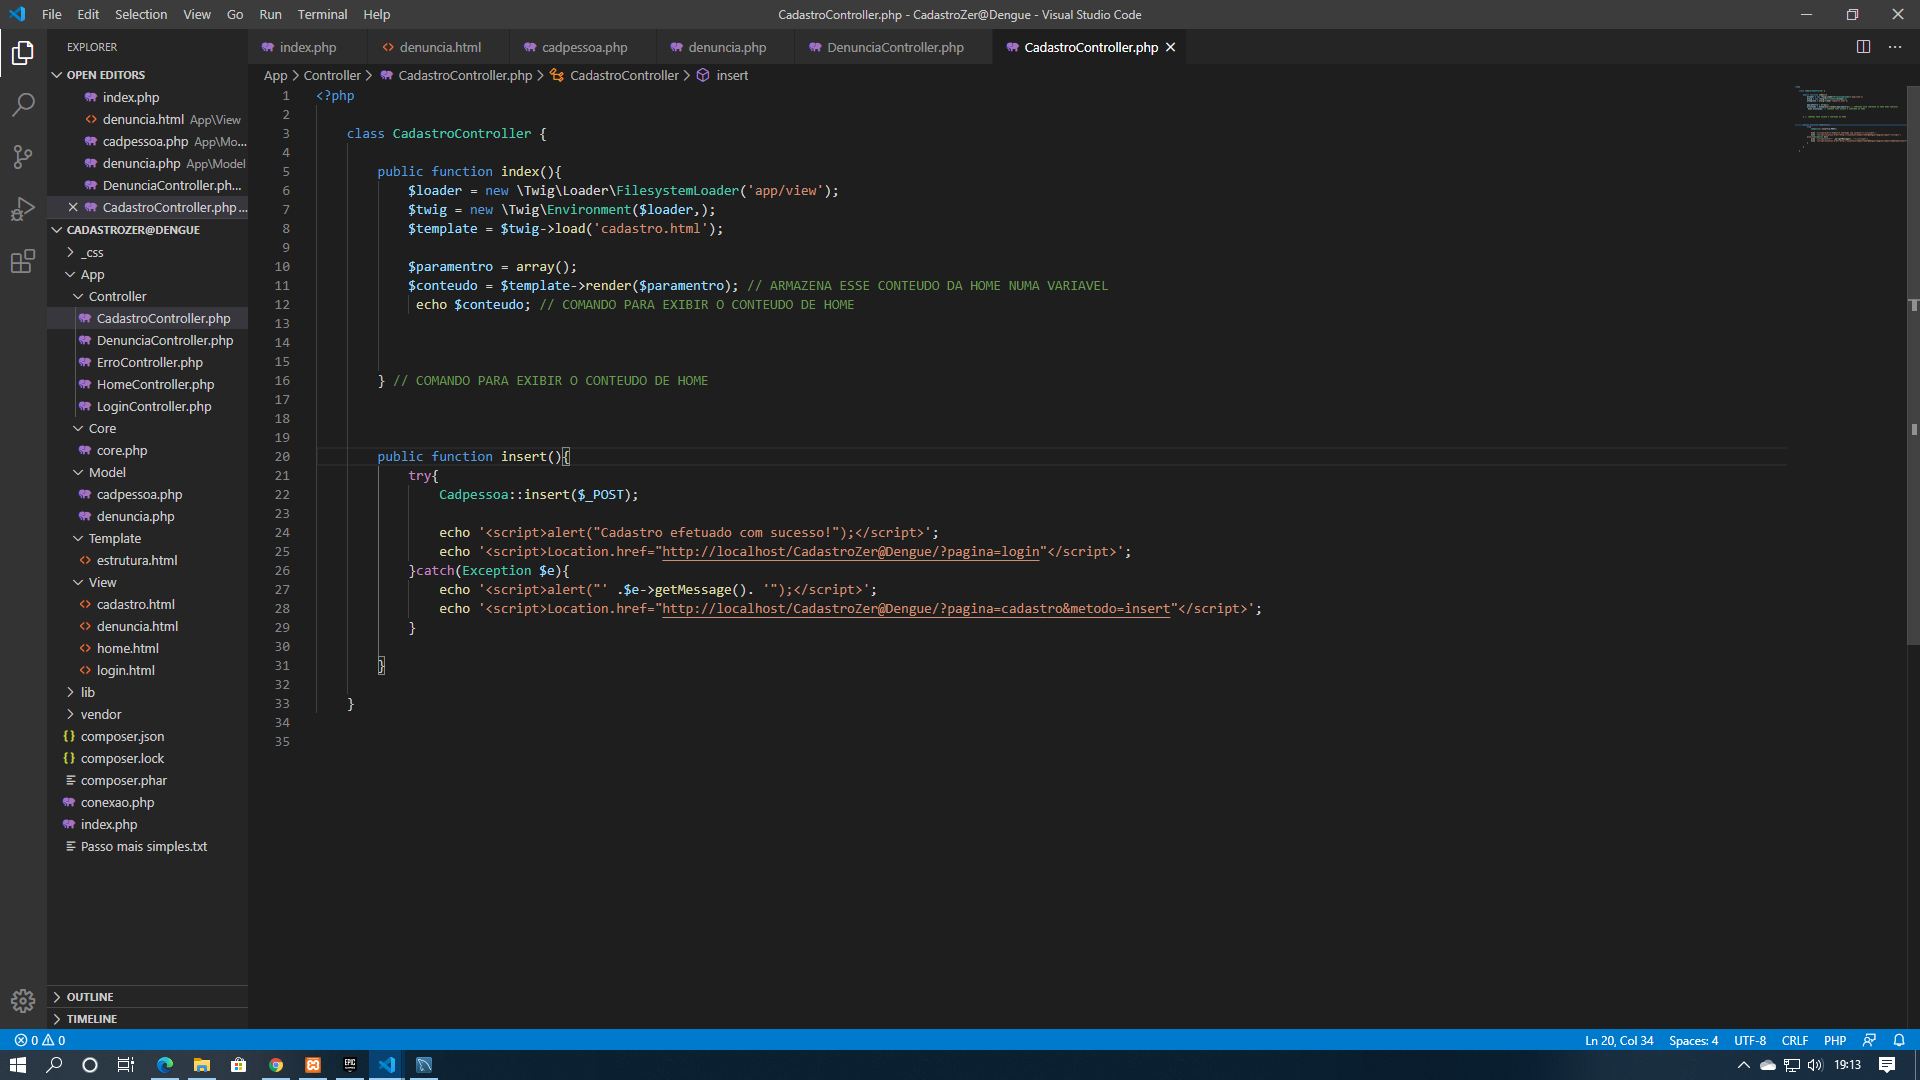 File Edit Selection View Go Run Terminal Help
CadastroController.php - CadastroZer@Dengue - Visual Studio Code
EXPLORER
index.php
denuncia.html
cadpessoa.php
denuncia.php
DenunciaController.php
CadastroController.php
OPEN EDITORS
index.php
denuncia.html App\View
cadpessoa.php App\Mo...
denuncia.php App\Model
DenunciaController.ph...
CadastroController.php ...
CADASTROZER@DENGUE
_css
App
Controller
CadastroController.php
DenunciaController.php
ErroController.php
HomeController.php
LoginController.php
Core
core.php
Model
cadpessoa.php
denuncia.php
Template
estrutura.html
View
cadastro.html
denuncia.html
home.html
login.html
lib
vendor
composer.json
composer.lock
composer.phar
conexao.php
index.php
Passo mais simples.txt
OUTLINE
TIMELINE
App > Controller > CadastroController.php > CadastroController > insert
1 <?php
2
3 class CadastroController {
4
5 public function index(){
6 $loader = new \Twig\Loader\FilesystemLoader('app/view');
7 $twig = new \Twig\Environment($loader,);
8 $template = $twig->load('cadastro.html');
9
10 $paramentro = array();
11 $conteudo = $template->render($paramentro); // ARMAZENA ESSE CONTEUDO DA HOME NUMA VARIAVEL
12 echo $conteudo; // COMANDO PARA EXIBIR O CONTEUDO DE HOME
13
14
15
16 } // COMANDO PARA EXIBIR O CONTEUDO DE HOME
17
18
19
20 public function insert(){
21 try{
22 Cadpessoa::insert($_POST);
23
24 echo '<script>alert("Cadastro efetuado com sucesso!");</script>';
25 echo '<script>Location.href="http://localhost/CadastroZer@Dengue/?pagina=login"</script>';
26 }catch(Exception $e){
27 echo '<script>alert("' .$e->getMessage(). '");</script>';
28 echo '<script>Location.href="http://localhost/CadastroZer@Dengue/?pagina=cadastro&metodo=insert"</script>';
29 }
30
31 }
32
33 }
34
35
0 0
Ln 20, Col 34 Spaces: 4 UTF-8 CRLF PHP
EPIC
19:13